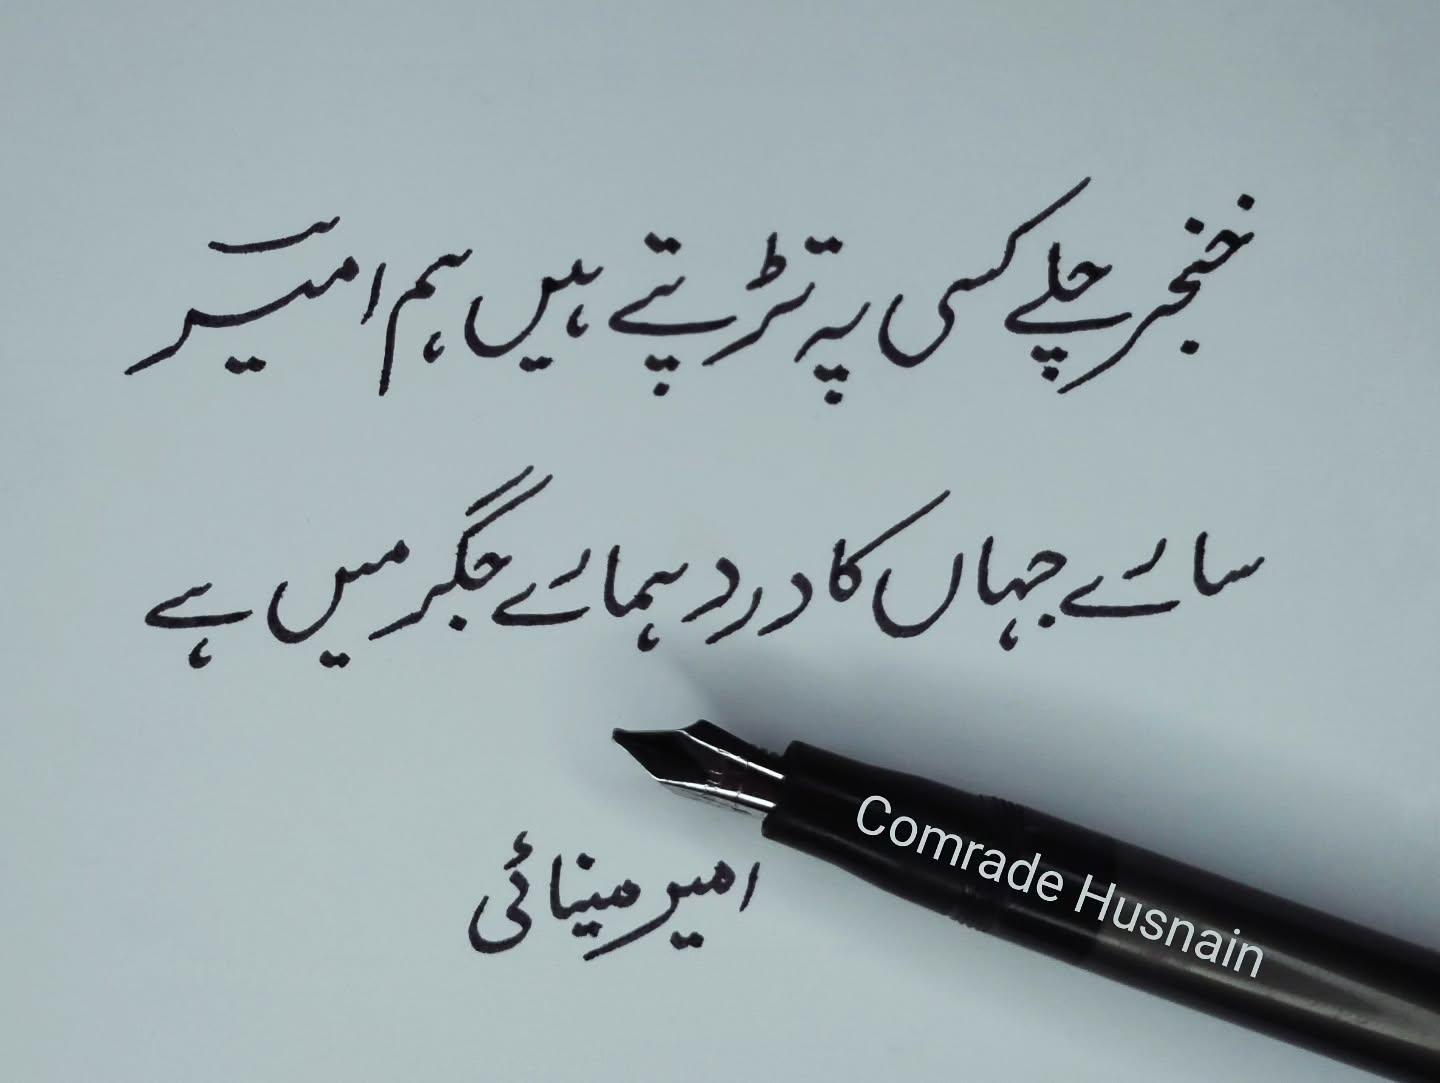 خنجر چلے کسی پہ تڑپتے ہیں ہم امیرؔ
سارے جہاں کا درد ہمارے جگر میں ہے
امیر مینائی
Comrade Husnain